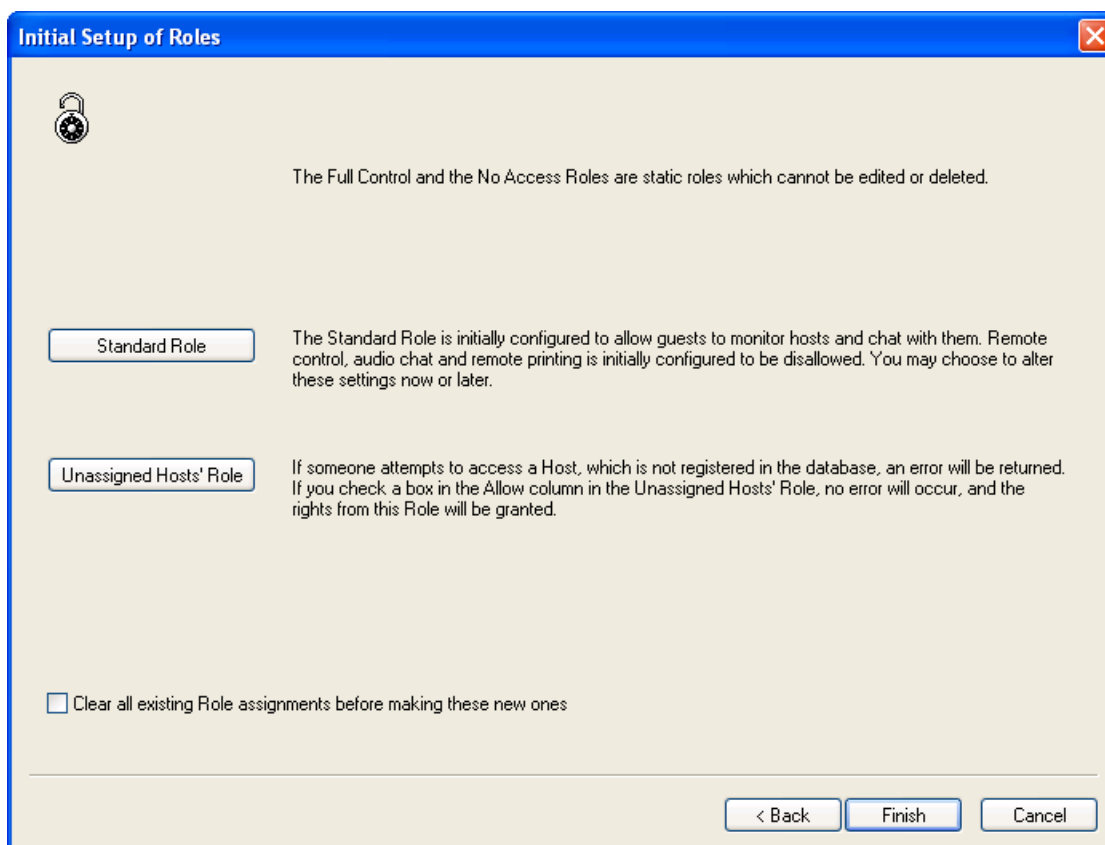 Initial Setup of Roles
The Full Control and the No Access Roles are static roles which cannot be edited or deleted.
Standard Role
The Standard Role is initially configured to allow guests to monitor hosts and chat with them. Remote
control, audio chat and remote printing is initially configured to be disallowed. You may choose to alter
these settings now or later.
Unassigned Hosts' Role
If someone attempts to access a Host, which is not registered in the database, an error will be returned.
If you check a box in the Allow column in the Unassigned Hosts' Role, no error will occur, and the
rights from this Role will be granted.
Clear all existing Role assignments before making these new ones
< Back
Finish
Cancel